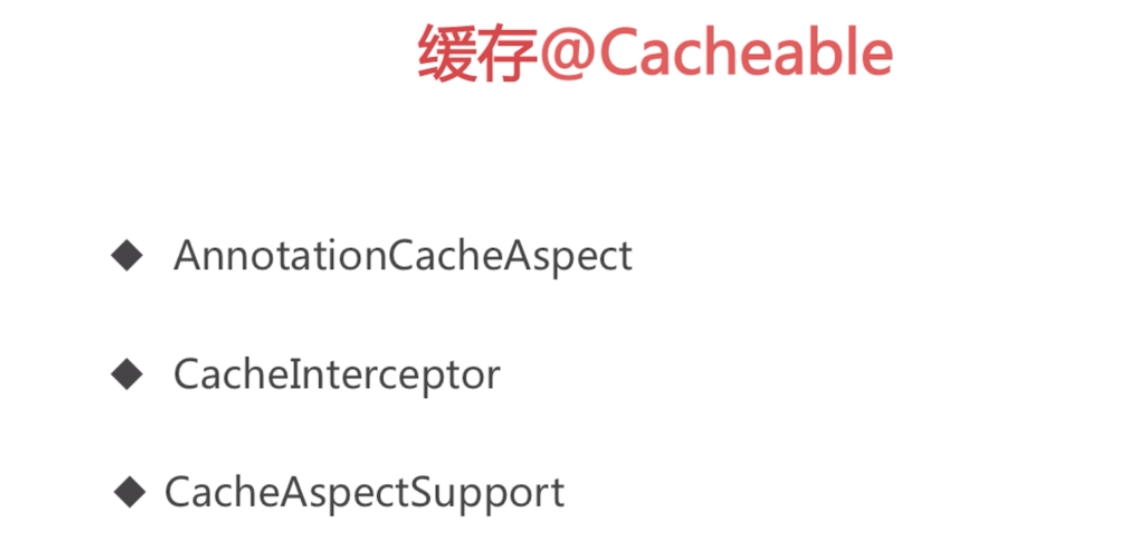 缓存@Cacheable
◆ AnnotationCacheAspect
◆ CacheInterceptor
◆ CacheAspectSupport